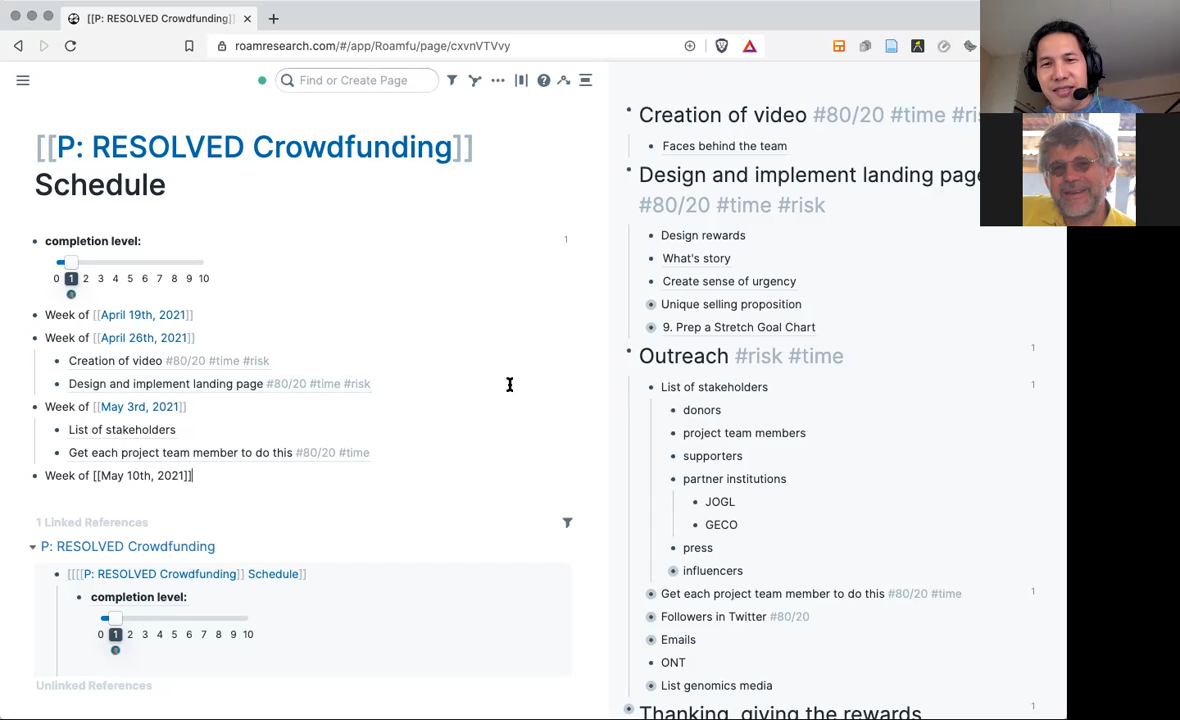 [[P: RESOLVED Crowdfunding]]
roamresearch.com/#/app/Roamfu/page/cxvnVTVvy
Find or Create Page
[[P: RESOLVED Crowdfunding]]
Schedule
completion level:
1
0 1 2 3 4 5 6 7 8 9 10
Week of [[April 19th, 2021]]
Week of [[April 26th, 2021]]
Creation of video #80/20 #time #risk
Design and implement landing page #80/20 #time #risk
Week of [[May 3rd, 2021]]
List of stakeholders
Get each project team member to do this #80/20 #time
Week of [[May 10th, 2021]]
1 Linked References
P: RESOLVED Crowdfunding
[[[[P: RESOLVED Crowdfunding]] Schedule]]
completion level:
0 1 2 3 4 5 6 7 8 9 10
Unlinked References
Creation of video #80/20 #time #ri
Faces behind the team
Design and implement landing page
#80/20 #time #risk
Design rewards
What's story
Create sense of urgency
Unique selling proposition
9. Prep a Stretch Goal Chart
Outreach #risk #time
1
List of stakeholders
1
donors
project team members
supporters
partner institutions
JOGL
GECO
press
influencers
Get each project team member to do this #80/20 #time
1
Followers in Twitter #80/20
Emails
ONT
List genomics media
Thanking, giving the rewards
1